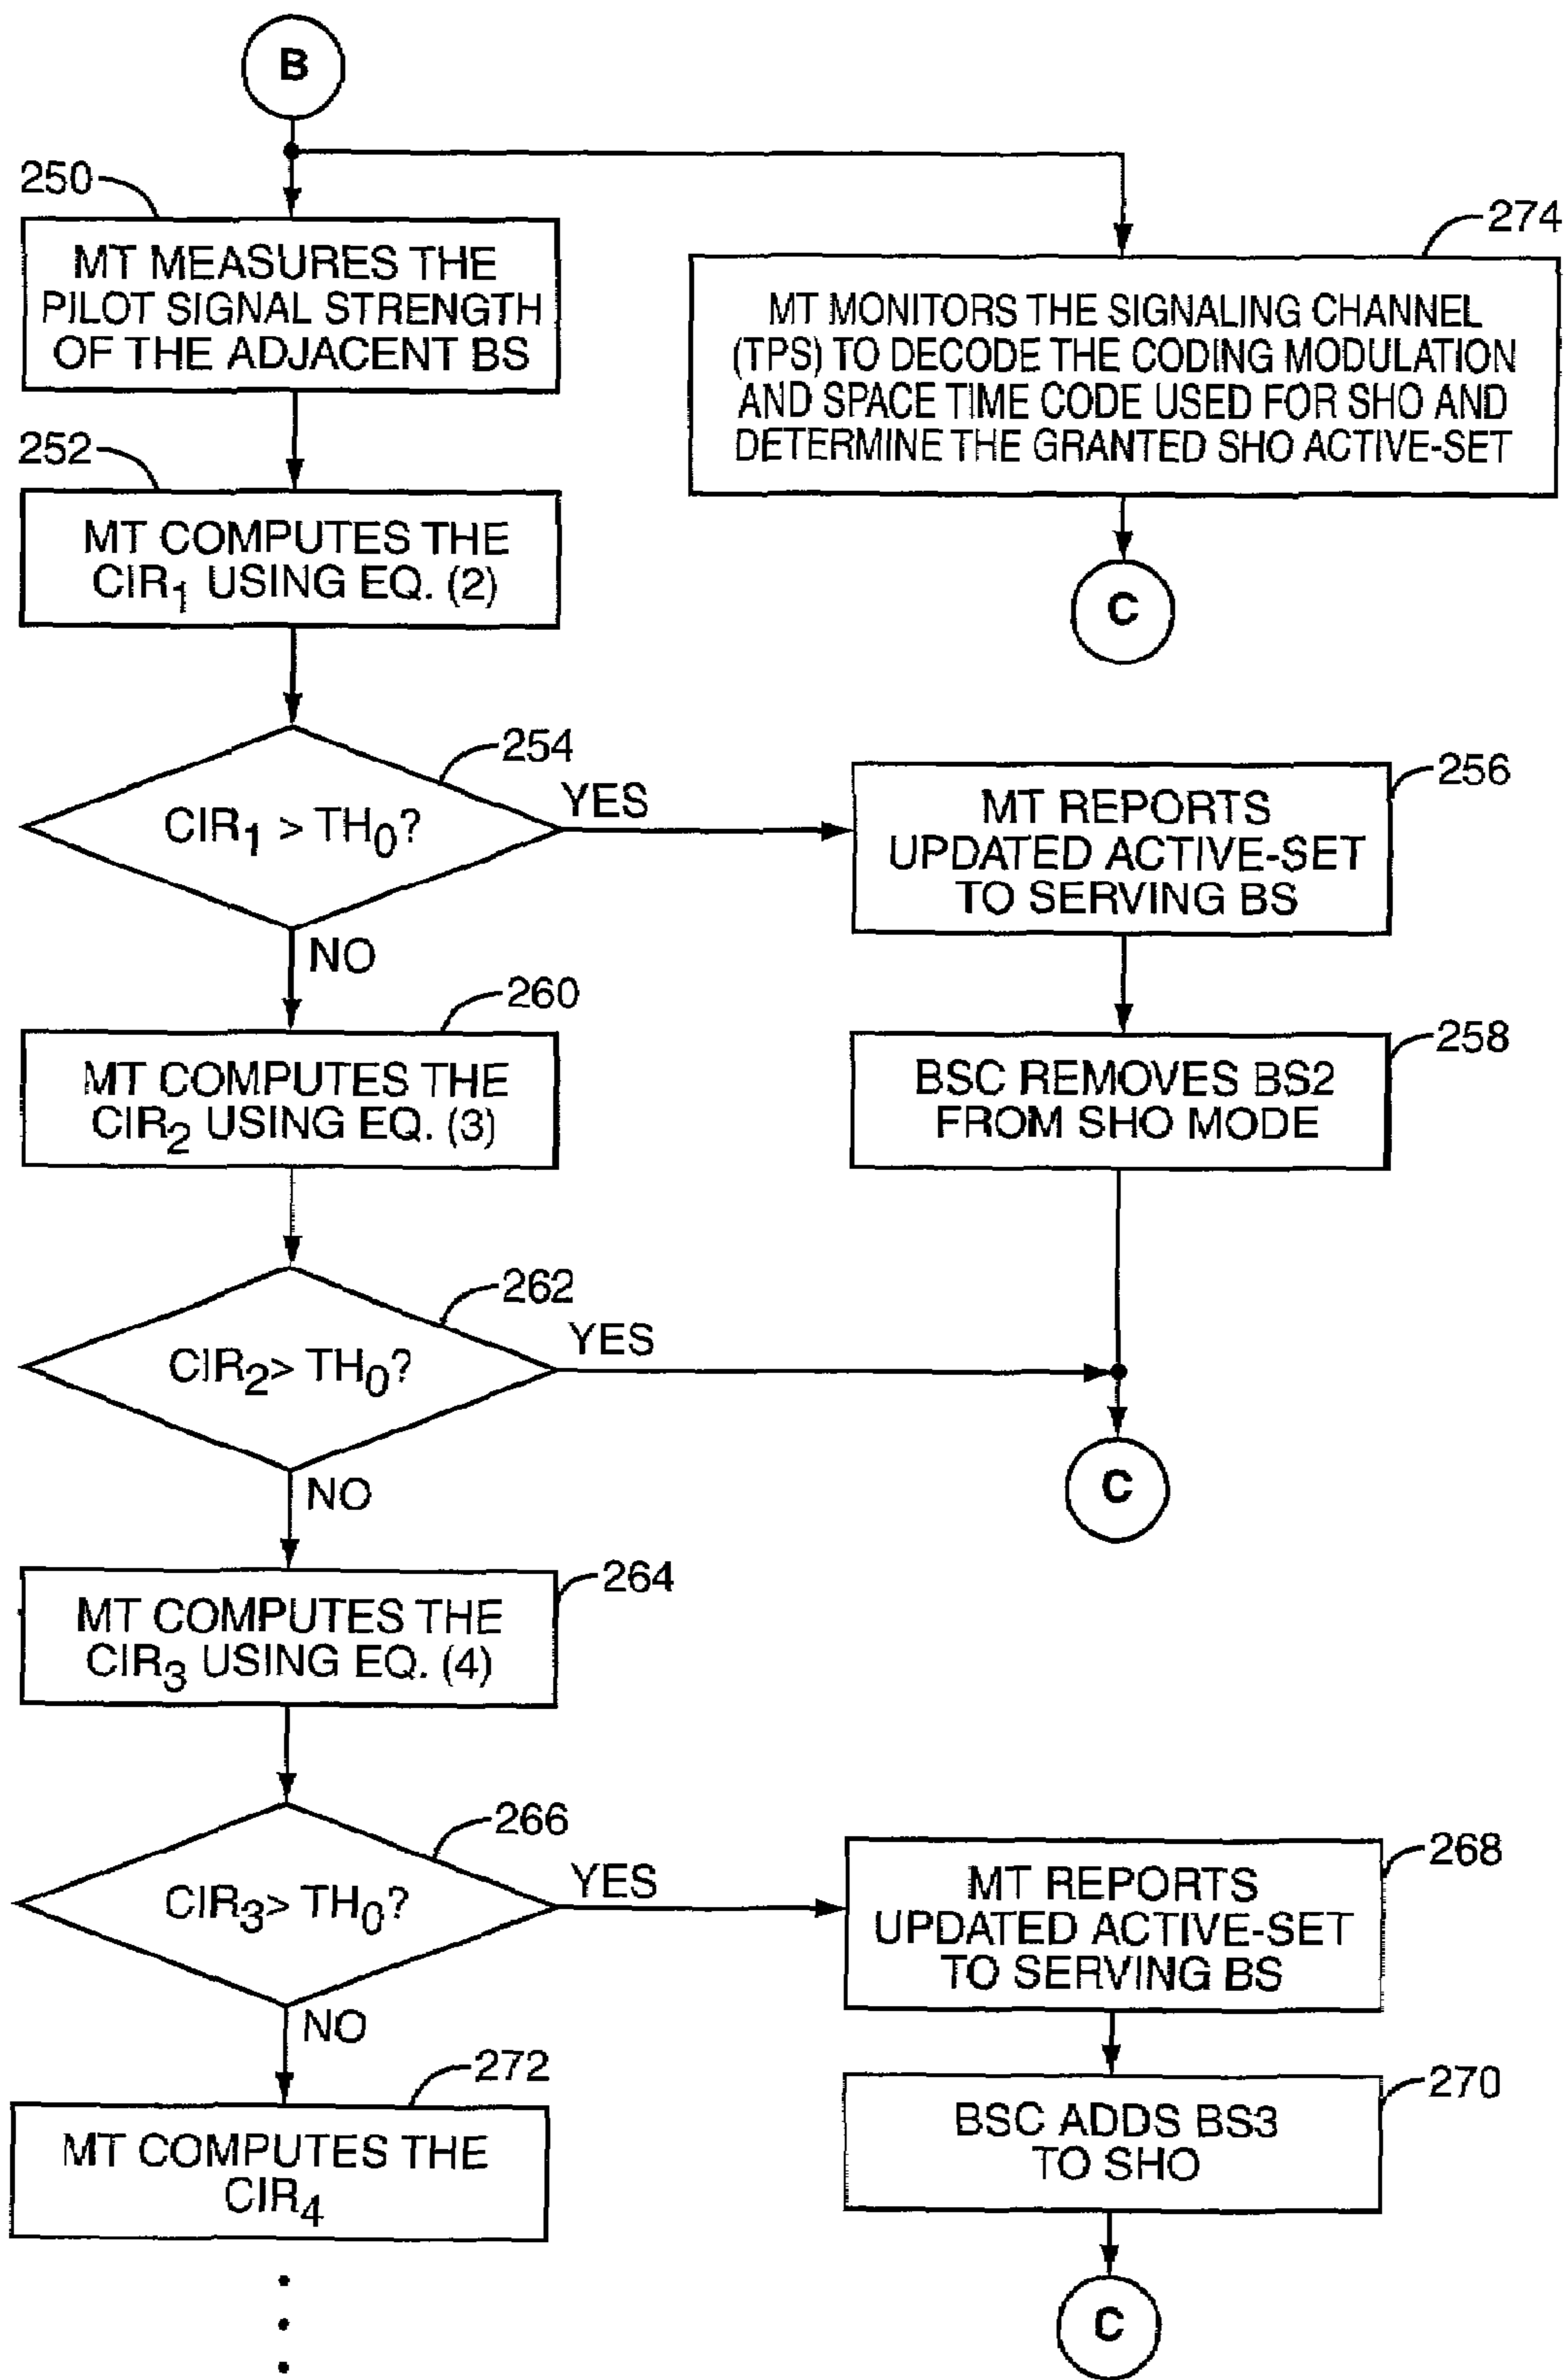 B
250
MT MEASURES THE
PILOT SIGNAL STRENGTH
OF THE ADJACENT BS
274
MT MONITORS THE SIGNALING CHANNEL
(TPS) TO DECODE THE CODING MODULATION
AND SPACE TIME CODE USED FOR SHO AND
DETERMINE THE GRANTED SHO ACTIVE-SET
C
252
MT COMPUTES THE
CIR1 USING EQ. (2)
254
CIR1 > TH0?
YES
NO
256
MT REPORTS
UPDATED ACTIVE-SET
TO SERVING BS
258
BSC REMOVES BS2
FROM SHO MODE
260
MT COMPUTES THE
CIR2 USING EQ. (3)
262
CIR2> TH0?
YES
NO
C
264
MT COMPUTES THE
CIR3 USING EQ. (4)
266
CIR3> TH0?
YES
NO
268
MT REPORTS
UPDATED ACTIVE-SET
TO SERVING BS
270
BSC ADDS BS3
TO SHO
C
272
MT COMPUTES THE
CIR4